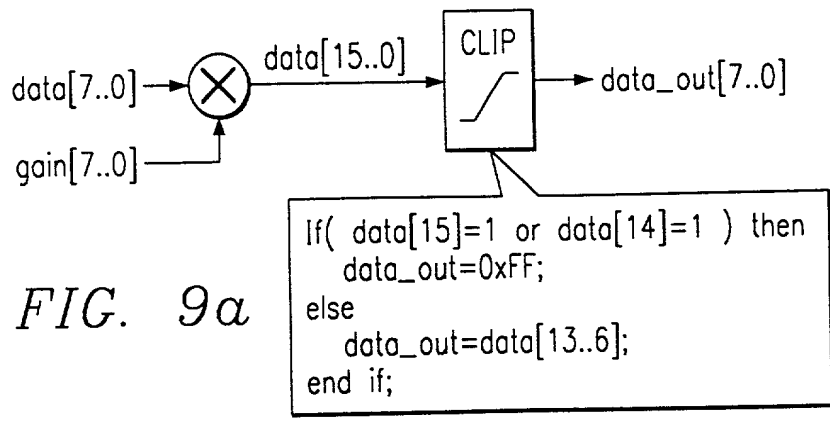 data[7..0]
data[15..0]
CLIP
data_out[7..0]
gain[7..0]
If( data[15]=1 or data[14]=1 ) then
data_out=0xFF;
else
data_out=data[13..6];
end if;
FIG. 9a